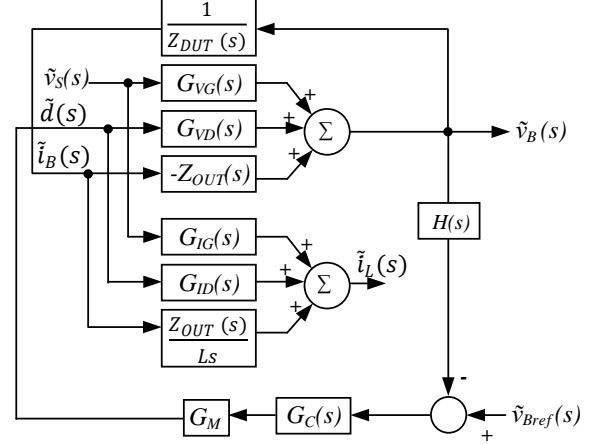 1
Z_DUT (s)
ṽ_S(s)
G_VG(s)
+
d̃(s)
G_VD(s)
+
Σ
ṽ_B(s)
ĩ_B(s)
-Z_OUT(s)
+
H(s)
G_IG(s)
+
G_ID(s)
+
Σ
ĩ_L(s)
Z_OUT (s)
Ls
+
-
G_M
G_C(s)
ṽ_Bref(s)
+